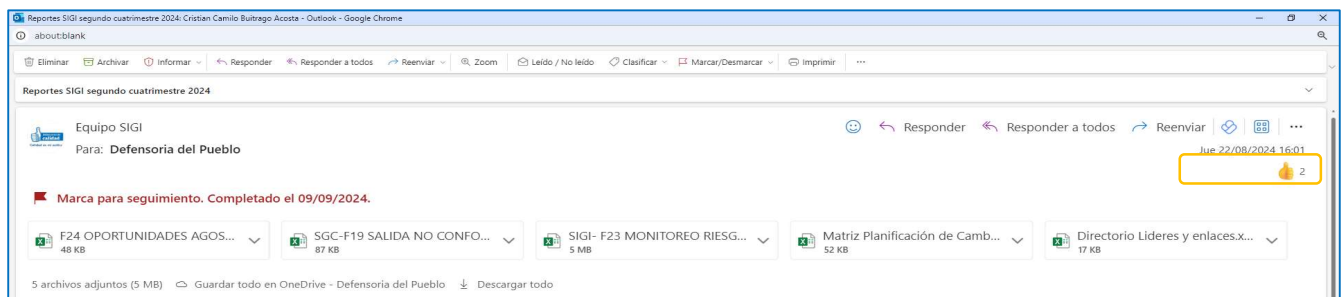 Reportes SIGI segundo cuatrimestre 2024: Cristian Camilo Buitrago Acosta - Outlook - Google Chrome
about:blank
Eliminar Archivar Informar Responder Responder a todos Reenviar Zoom Leído / No leído Clasificar Marcar/Desmarcar Imprimir ...
Reportes SIGI segundo cuatrimestre 2024
Equipo SIGI
Responder Responder a todos Reenviar ...
Para: Defensoria del Pueblo
Jue 22/08/2024 16:01
2
Marca para seguimiento. Completado el 09/09/2024.
F24 OPORTUNIDADES AGOS... SGC-F19 SALIDA NO CONFO... SIGI- F23 MONITOREO RIESG... Matriz Planificación de Camb... Directorio Lideres y enlaces.x...
48 KB 87 KB 5 MB 52 KB 17 KB
5 archivos adjuntos (5 MB) Guardar todo en OneDrive - Defensoria del Pueblo Descargar todo